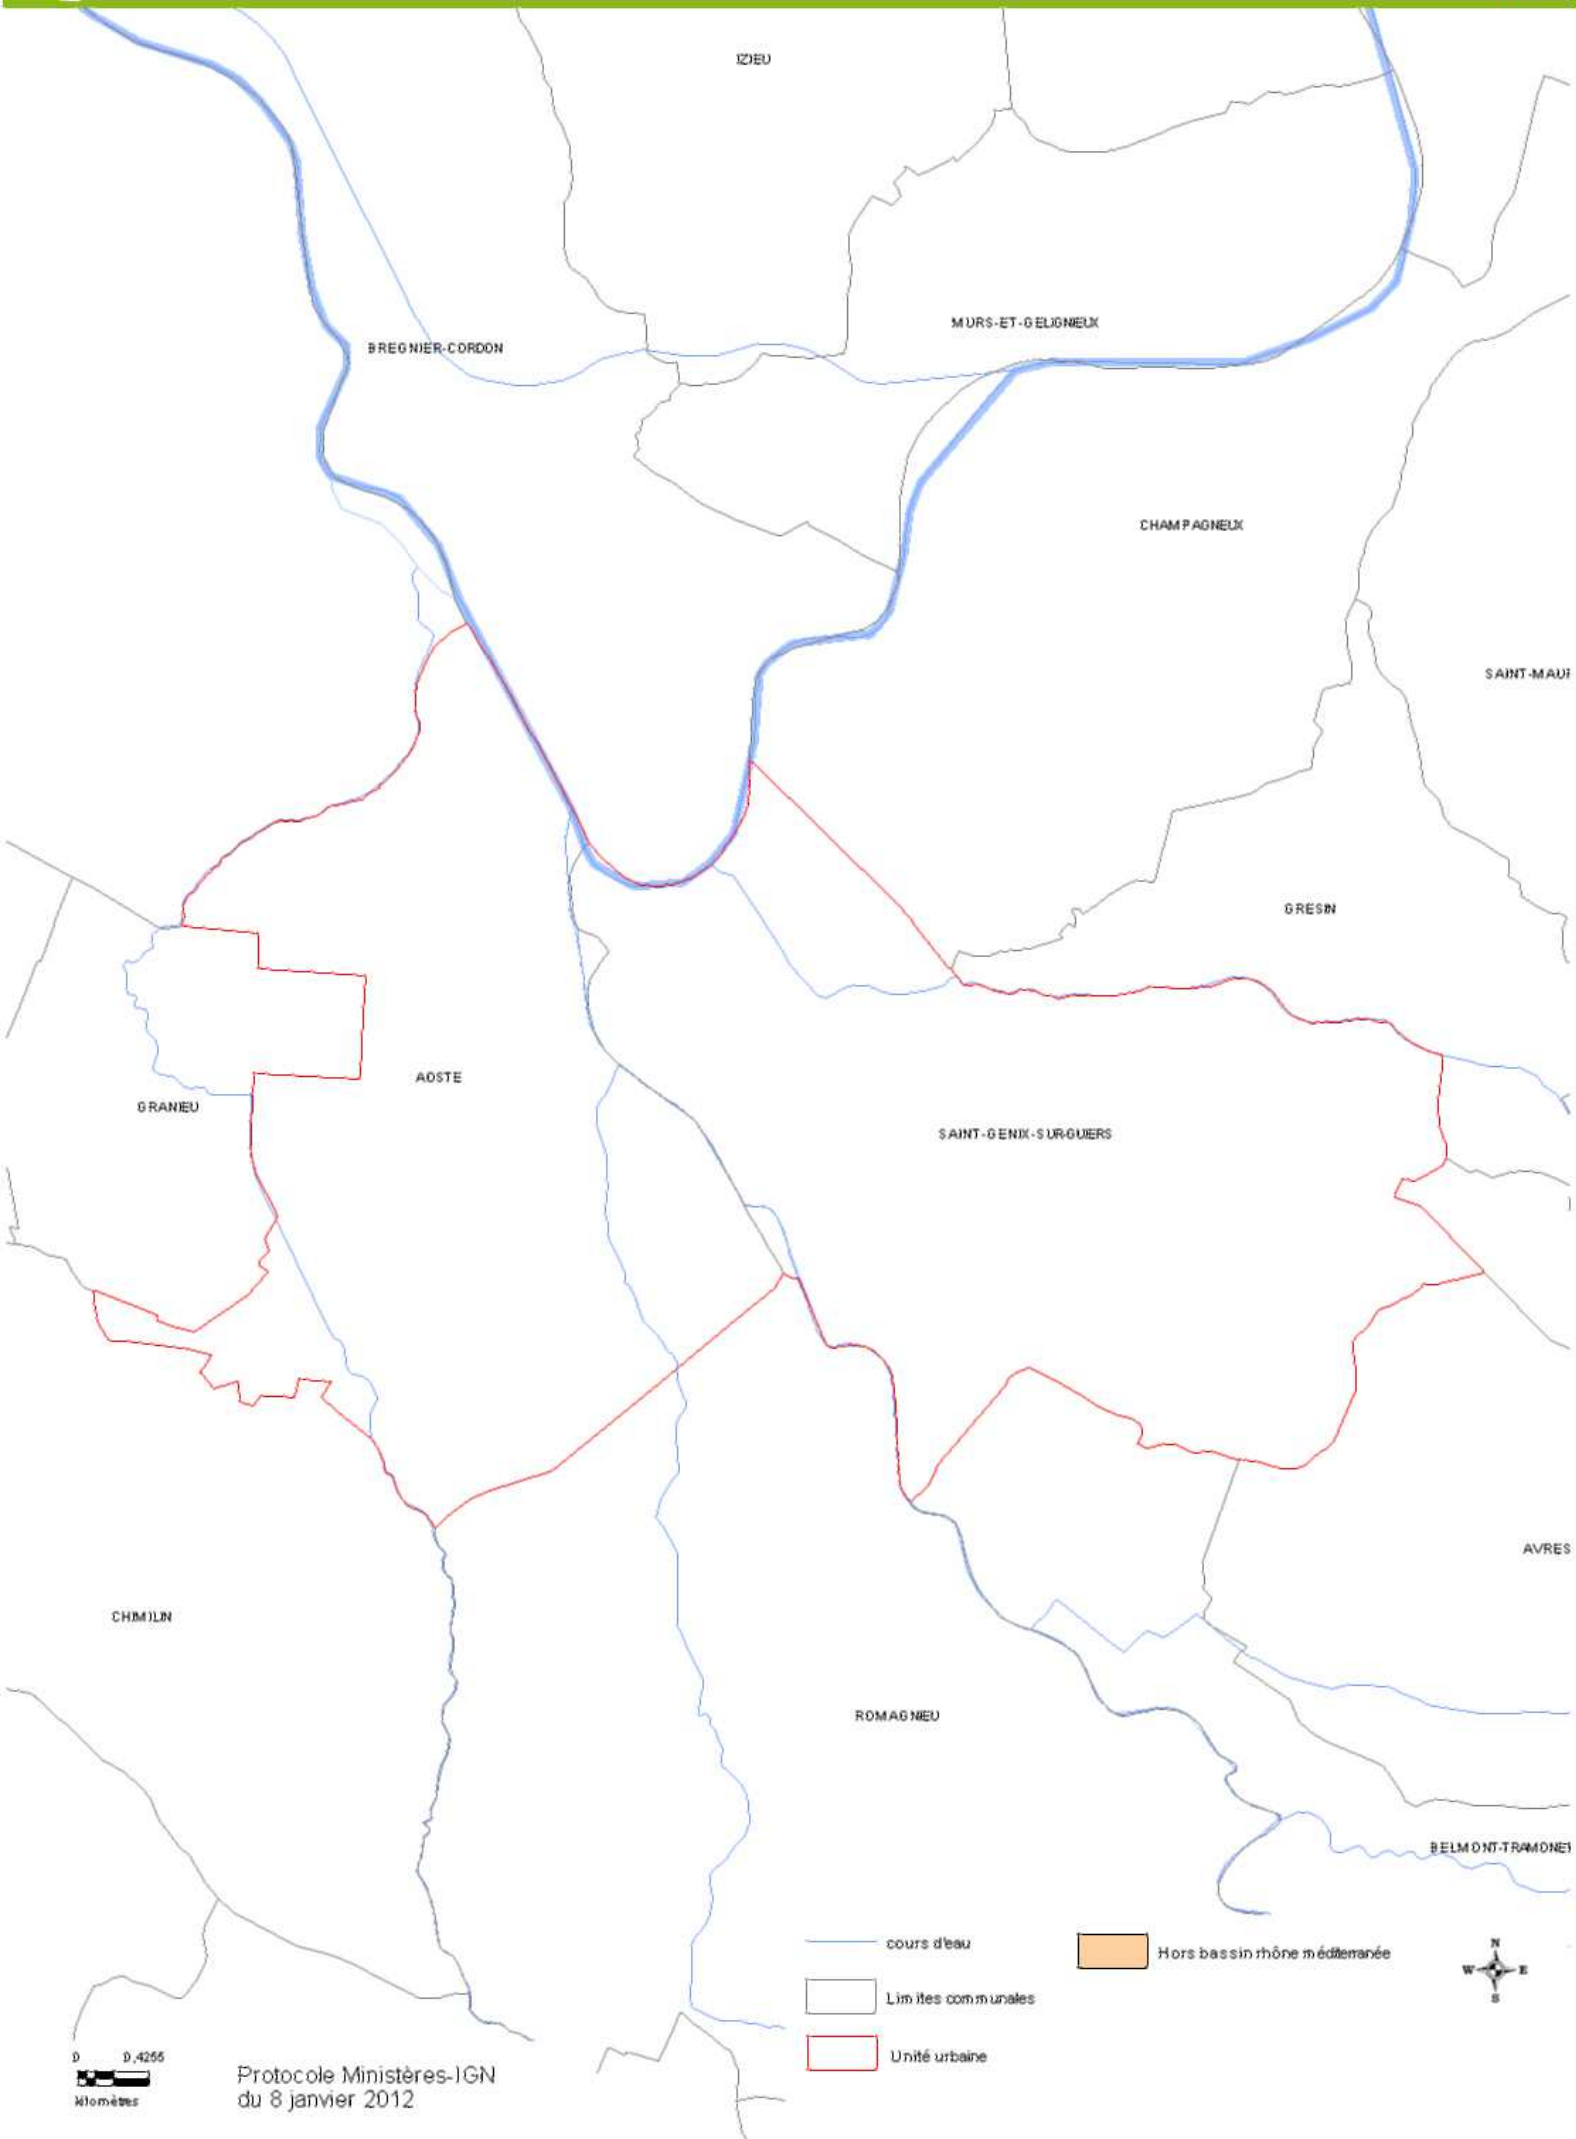 IZIEU
MURS-ET-GELIGNIEUX
BREGNIER-CORDON
CHAMPAGNEUX
SAINT-MAUR
GRESIN
AOSTE
GRANIEU
SAINT-GENIX-SUR-GUIERS
AVRES
CHIMILIN
ROMAGNIEU
BELMONT-TRAMONET
cours d'eau
Hors bassin rhône méditerranée
Limites communales
Unité urbaine
N
W E
S
0 0,4255
kilomètres
Protocole Ministères-IGN
du 8 janvier 2012